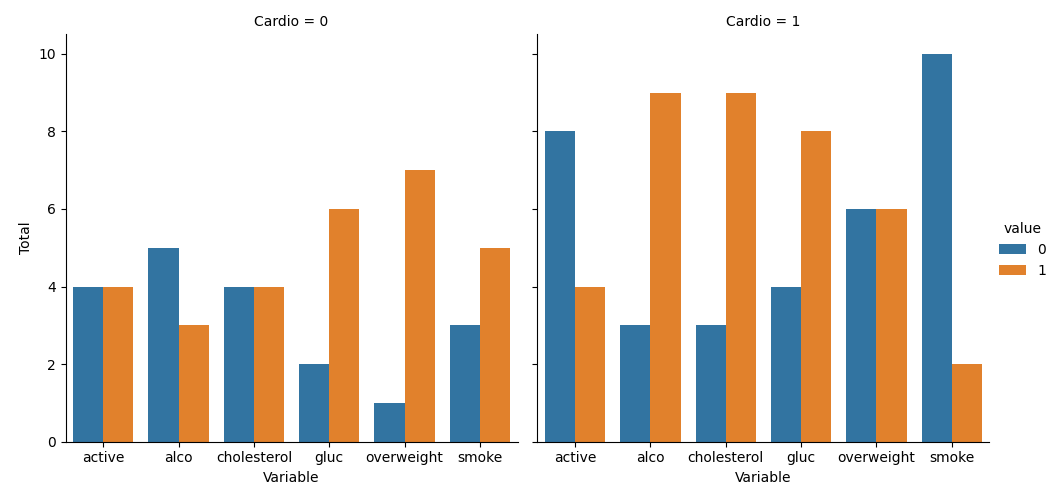 Cardio = 0
Cardio = 1
10
8
6
4
2
0
Total
active alco cholesterol gluc overweight smoke
Variable
active alco cholesterol gluc overweight smoke
Variable
value
0
1